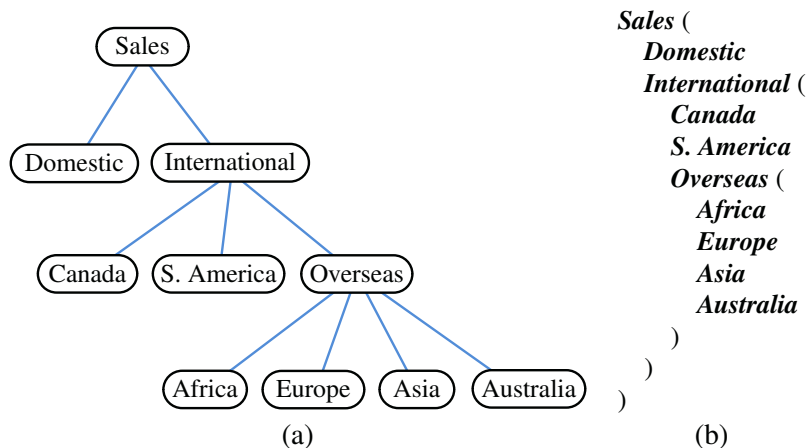 Sales
Domestic International
Canada S. America Overseas
Africa Europe Asia Australia
(a)
Sales (
Domestic
International (
Canada
S. America
Overseas (
Africa
Europe
Asia
Australia
)
)
)
(b)